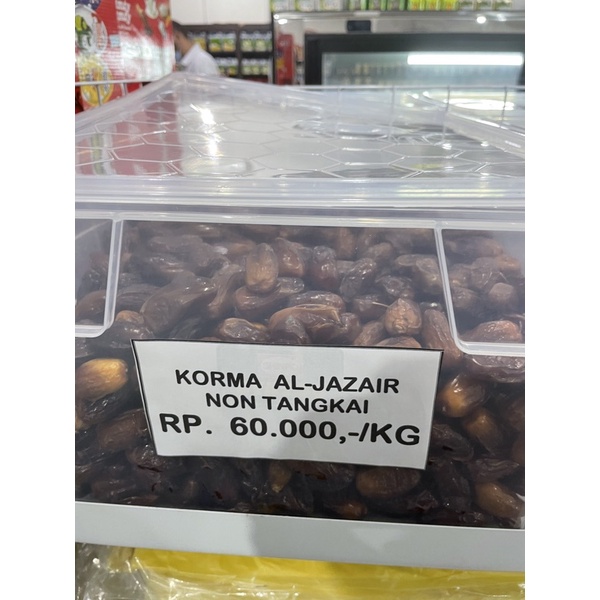 KORMA AL-JAZAIR
NON TANGKAI
RP. 60.000,-/KG